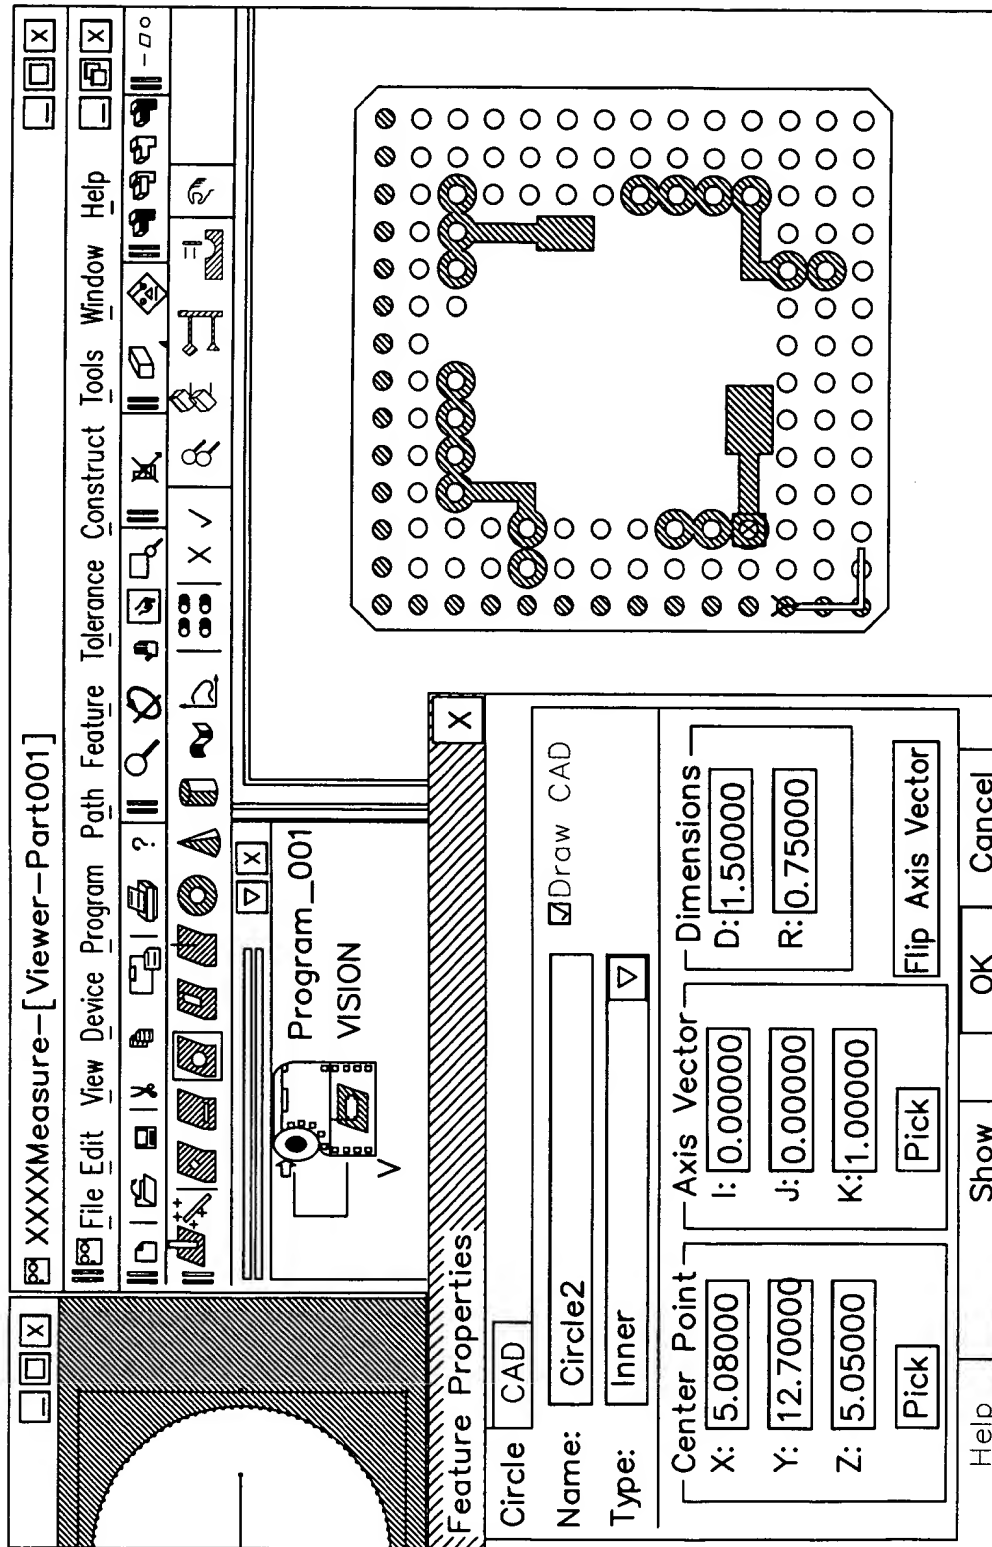 XXXXMeasure-[Viewer-Part001]
File Edit View Device Program Path Feature Tolerance Construct Tools Window Help
Program_001
VISION
V
Feature Properties
Circle
CAD
Name: Circle2
Draw CAD
Type: Inner
Center Point
X: 5.08000
Y: 12.70000
Z: 5.05000
Pick
Axis Vector
I: 0.00000
J: 0.00000
K: 1.00000
Pick
Dimensions
D: 1.50000
R: 0.75000
Flip Axis Vector
Help
Show
OK
Cancel